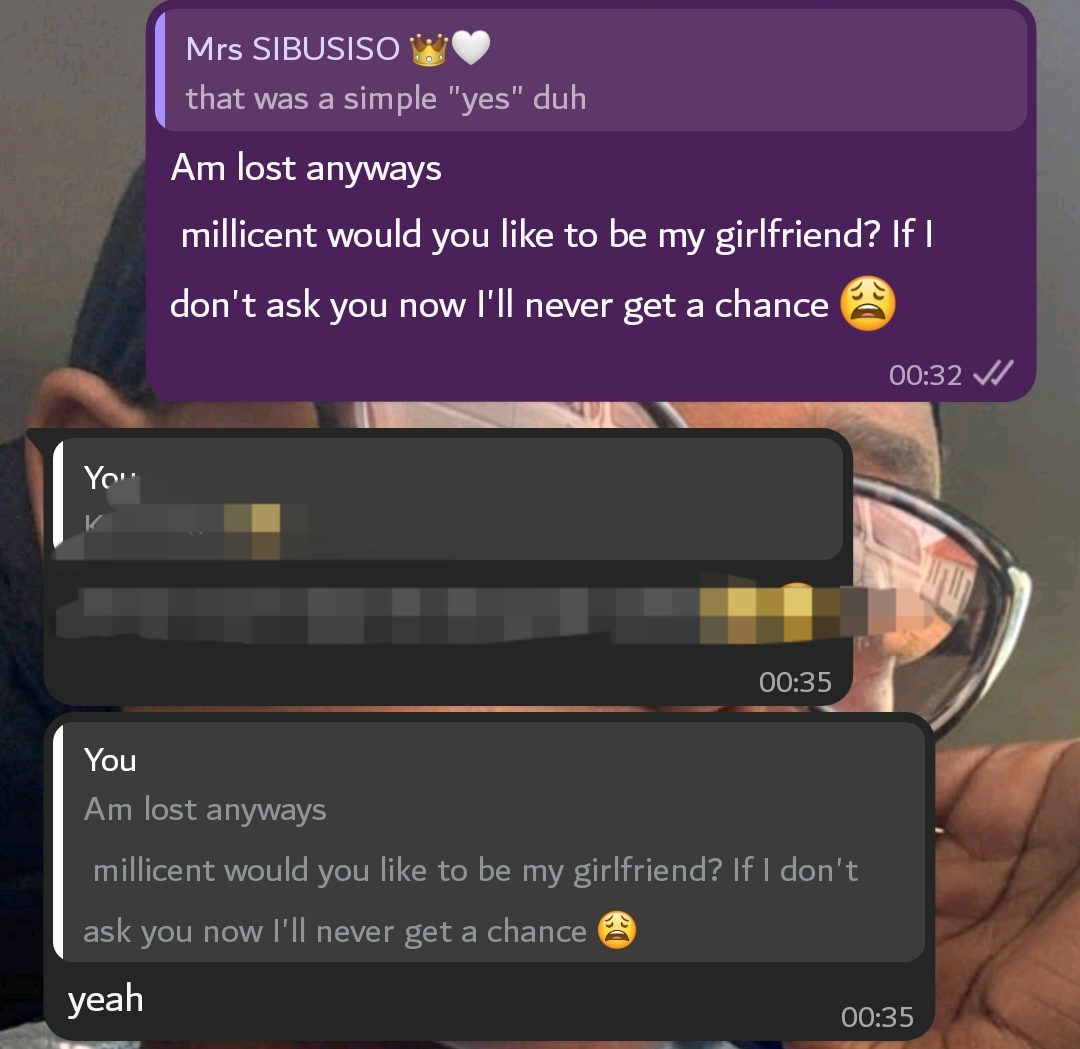 Mrs SIBUSISO 👑🤍
that was a simple "yes" duh
Am lost anyways
millicent would you like to be my girlfriend? If I
don't ask you now I'll never get a chance 😩
00:32
You
00:35
You
Am lost anyways
millicent would you like to be my girlfriend? If I don't
ask you now I'll never get a chance 😩
yeah
00:35